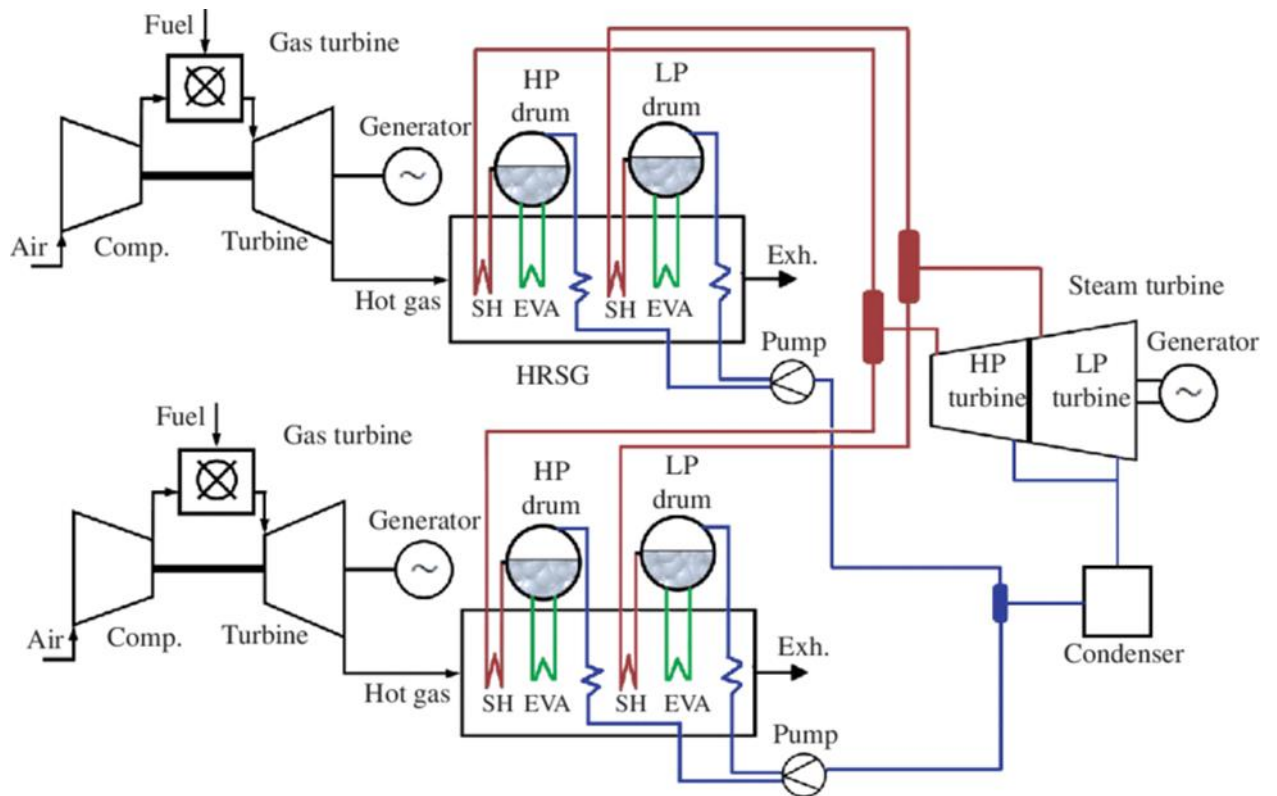 Fuel
Gas turbine
HP
drum
LP
drum
Generator
~
Air
Comp.
Turbine
Hot gas
SH
EVA
SH
EVA
Exh.
HRSG
Pump
Steam turbine
HP
turbine
LP
turbine
Generator
~
Fuel
Gas turbine
HP
drum
LP
drum
Generator
~
Air
Comp.
Turbine
Hot gas
SH
EVA
SH
EVA
Exh.
Pump
Condenser